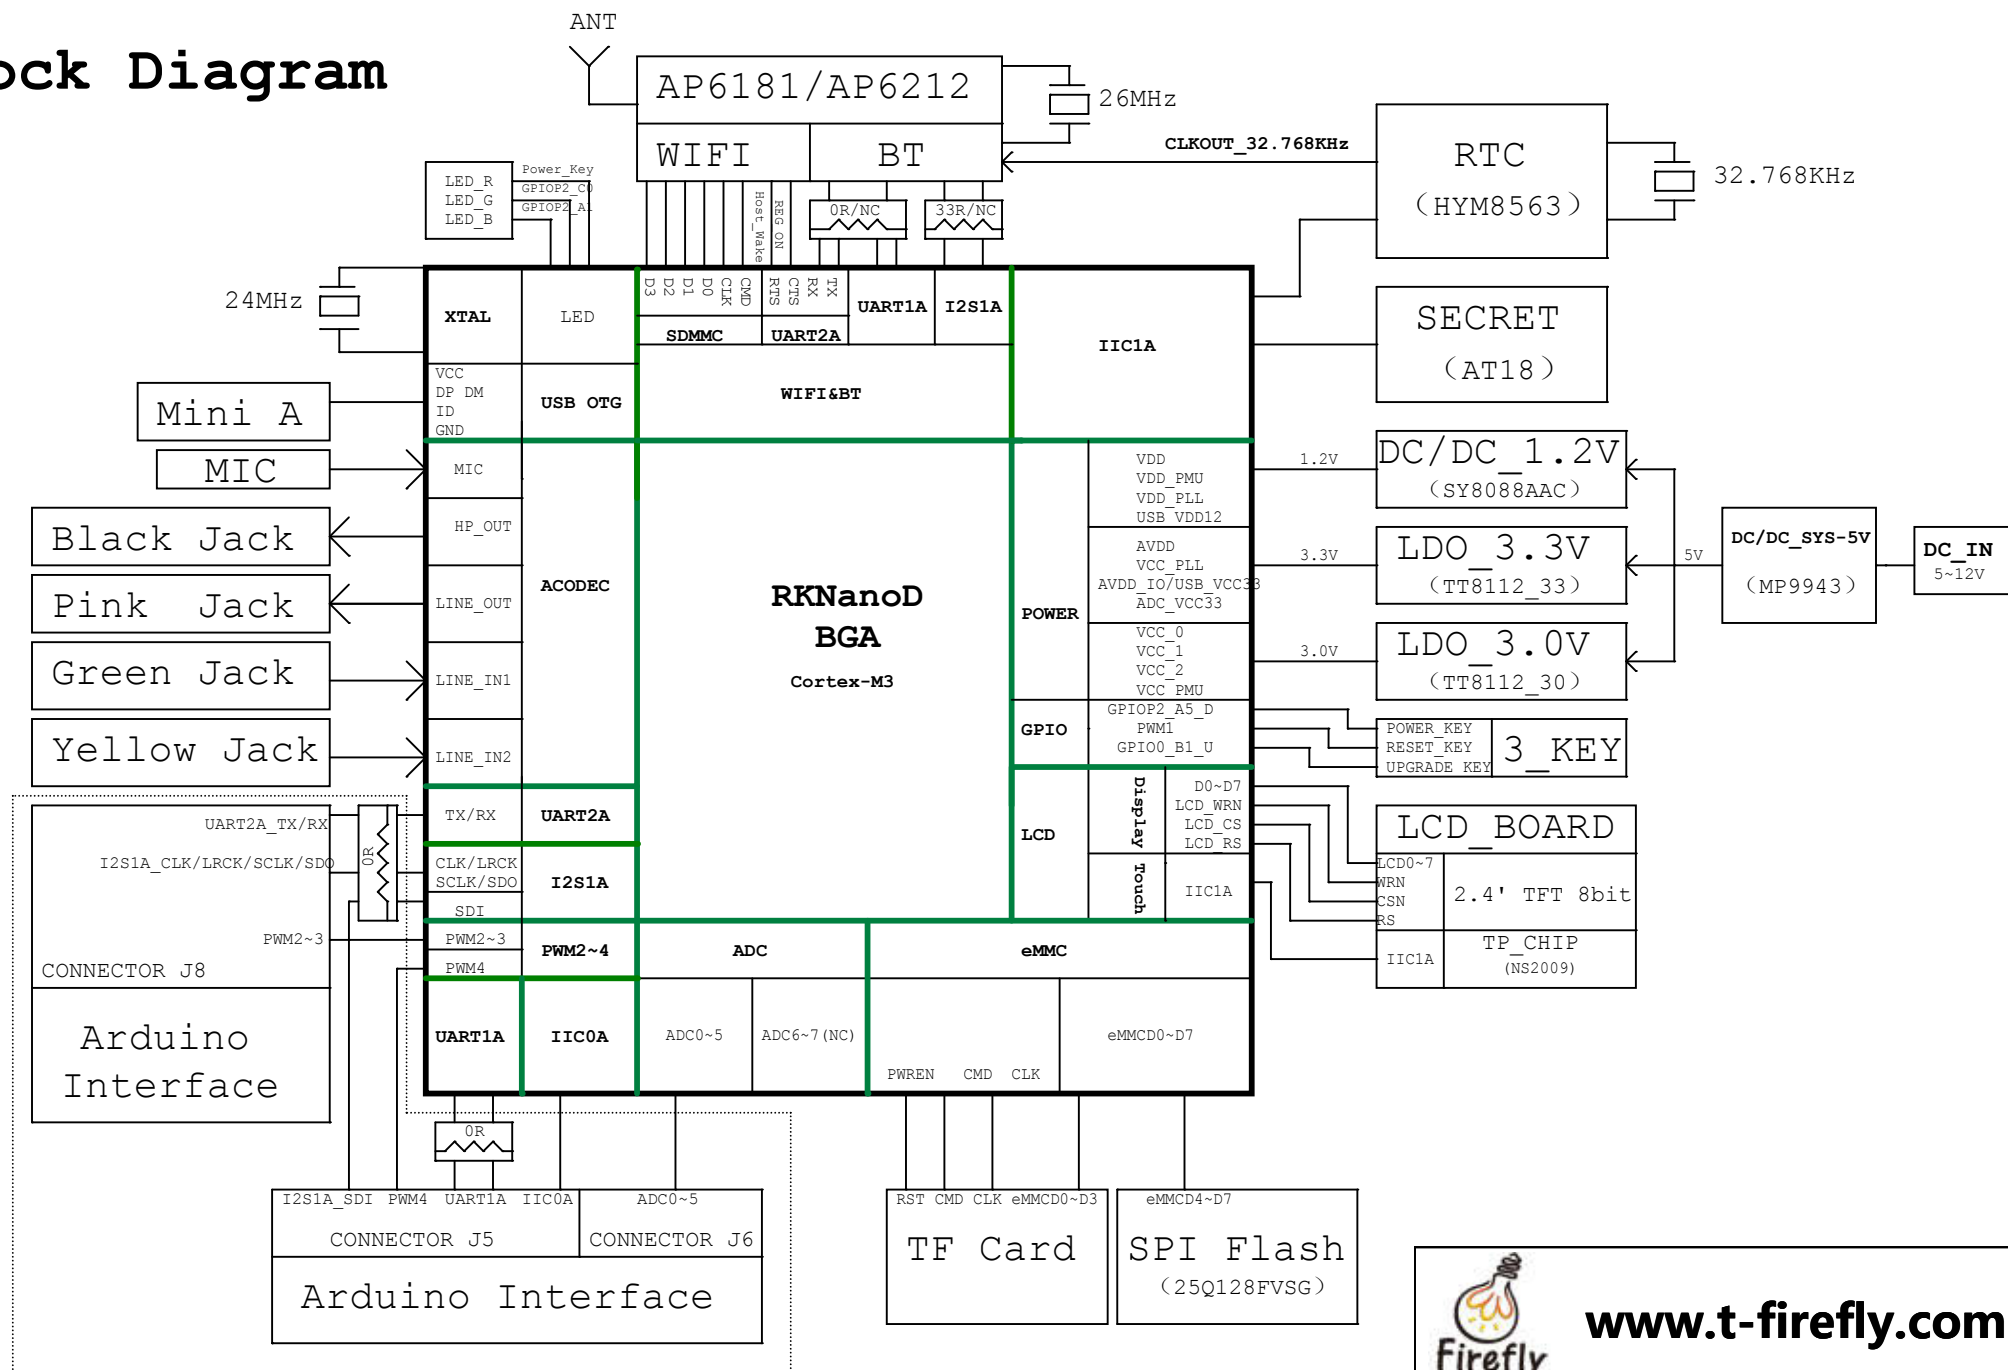 ock Diagram
ANT
AP6181/AP6212
WIFI
BT
26MHz
CLKOUT_32.768KHz
RTC
(HYM8563)
32.768KHz
LED_R
LED_G
LED_B
Power_Key
GPIOP2_C0
GPIOP2_A1
Host_Wake
REG ON
0R/NC
33R/NC
24MHz
XTAL
LED
D3
D2
D1
D0
CLK
CMD
RTS
CTS
RX
TX
SDMMC
UART2A
UART1A
I2S1A
WIFI&BT
IIC1A
SECRET
(AT18)
Mini A
VCC
DP DM
ID
GND
USB OTG
MIC
MIC
Black Jack
HP_OUT
Pink Jack
LINE_OUT
Green Jack
LINE_IN1
Yellow Jack
LINE_IN2
ACODEC
RKNanoD
BGA
Cortex-M3
POWER
VDD
VDD_PMU
VDD_PLL
USB VDD12
AVDD
VCC_PLL
AVDD_IO/USB_VCC33
ADC_VCC33
VCC_0
VCC_1
VCC_2
VCC PMU
1.2V
DC/DC_1.2V
(SY8088AAC)
3.3V
LDO_3.3V
(TT8112_33)
3.0V
LDO_3.0V
(TT8112_30)
5V
DC/DC_SYS-5V
(MP9943)
DC_IN
5~12V
GPIO
GPIOP2_A5_D
PWM1
GPIO0_B1_U
POWER_KEY
RESET_KEY
UPGRADE KEY
3_KEY
LCD
Display
D0~D7
LCD_WRN
LCD_CS
LCD_RS
Touch
IIC1A
LCD_BOARD
LCD0~7
WRN
CSN
RS
2.4' TFT 8bit
IIC1A
TP_CHIP
(NS2009)
UART2A_TX/RX
0R
TX/RX
UART2A
I2S1A_CLK/LRCK/SCLK/SDO
CLK/LRCK
SCLK/SDO
SDI
I2S1A
PWM2~3
PWM2~3
PWM4
PWM2~4
CONNECTOR J8
Arduino
Interface
UART1A
IIC0A
ADC
ADC0~5
ADC6~7(NC)
eMMC
PWREN
CMD
CLK
eMMCD0~D7
0R
I2S1A_SDI PWM4 UART1A IIC0A
ADC0~5
CONNECTOR J5
CONNECTOR J6
Arduino Interface
RST CMD CLK eMMCD0~D3
TF Card
eMMCD4~D7
SPI Flash
(25Q128FVSG)
Firefly
www.t-firefly.com